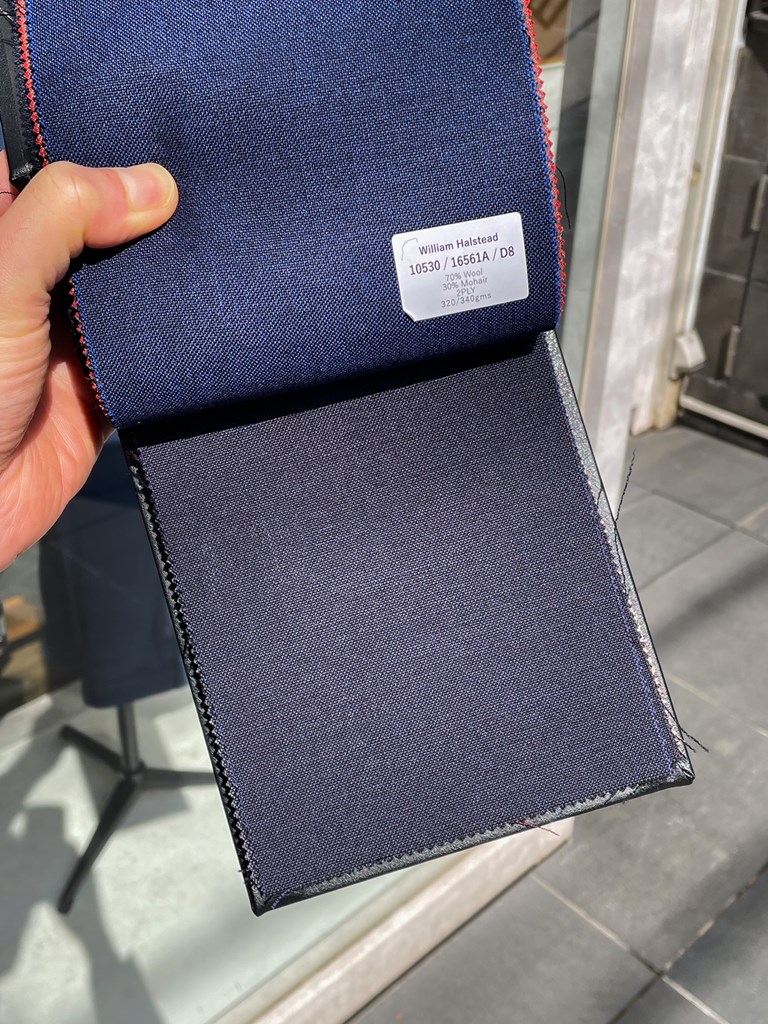 William Halstead
10530 / 16561A / D8
70% Wool
30% Mohair
2PLY
320/340gms